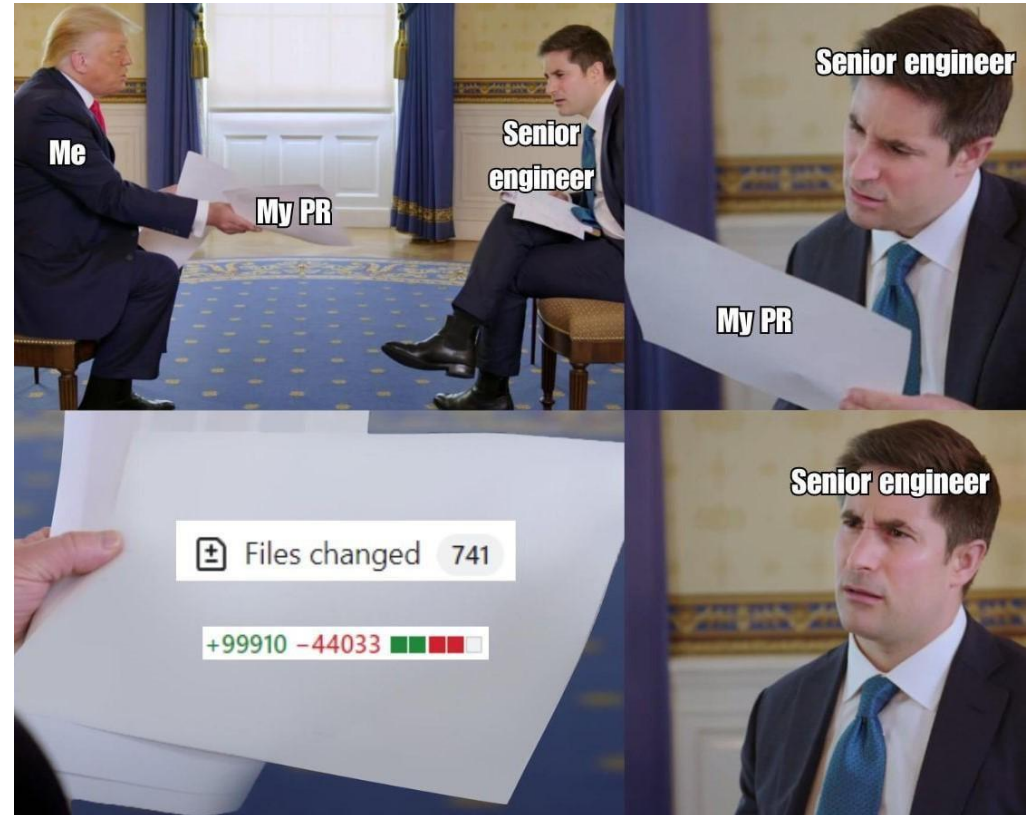 Me
My PR
Senior
engineer
Senior engineer
My PR
Files changed 741
+99910 −44033
Senior engineer